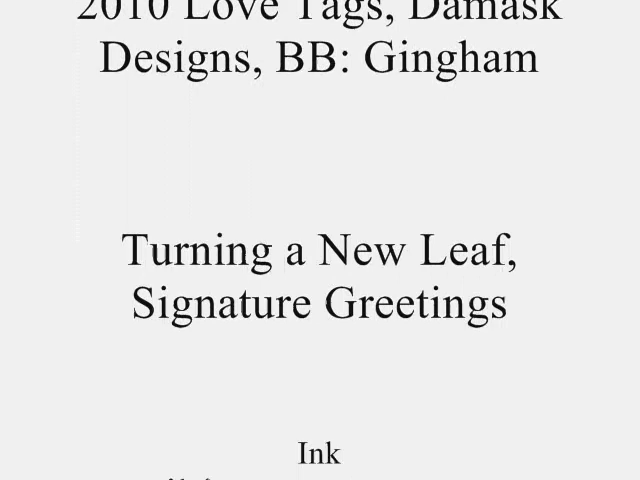 2010 Love Tags, Damask
Designs, BB: Gingham
Turning a New Leaf,
Signature Greetings
Ink